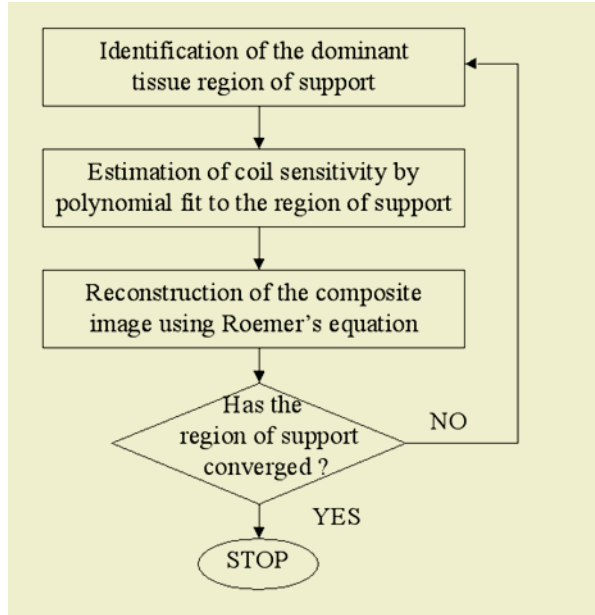 Identification of the dominant
tissue region of support
Estimation of coil sensitivity by
polynomial fit to the region of support
Reconstruction of the composite
image using Roemer's equation
Has the
region of support
converged ?
NO
YES
STOP